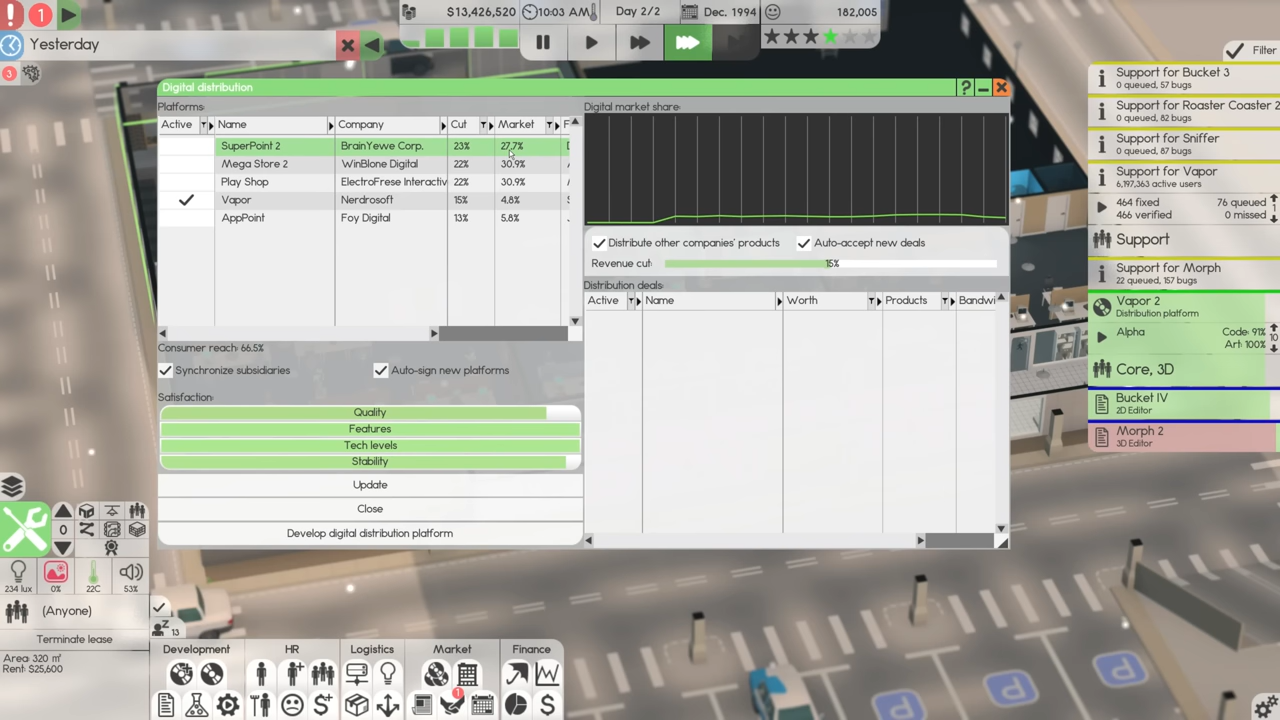 $13,426,520
10:03 AM
Day 2/2
Dec. 1994
182,005
1
Yesterday
3
Filter
Digital distribution
?
Platforms:
Active Name Company Cut Market F
SuperPoint 2 BrainYewe Corp. 23% 27.7%
Mega Store 2 WinBlone Digital 22% 30.9%
Play Shop ElectroFrese Interactiv 22% 30.9%
Vapor Nerdrosoft 15% 4.8%
AppPoint Foy Digital 13% 5.8%
Consumer reach: 66.5%
Synchronize subsidiaries
Auto-sign new platforms
Satisfaction:
Quality
Features
Tech levels
Stability
Update
Close
Develop digital distribution platform
Digital market share:
Distribute other companies' products
Auto-accept new deals
Revenue cut:
15%
Distribution deals:
Active Name Worth Products Bandwi
Support for Bucket 3
0 queued, 57 bugs
Support for Roaster Coaster 2
0 queued, 82 bugs
Support for Sniffer
0 queued, 87 bugs
Support for Vapor
6,197,363 active users
464 fixed 76 queued
466 verified 0 missed
1
Support
Support for Morph
22 queued, 157 bugs
Vapor 2
Distribution platform
Alpha Code: 91%
Art: 100%
10
Core, 3D
Bucket IV
2D Editor
Morph 2
3D Editor
0
234 lux 0% 22C 53%
(Anyone)
Terminate lease
Area: 320 m²
Rent: $25,600
13
Development HR Logistics Market Finance
1